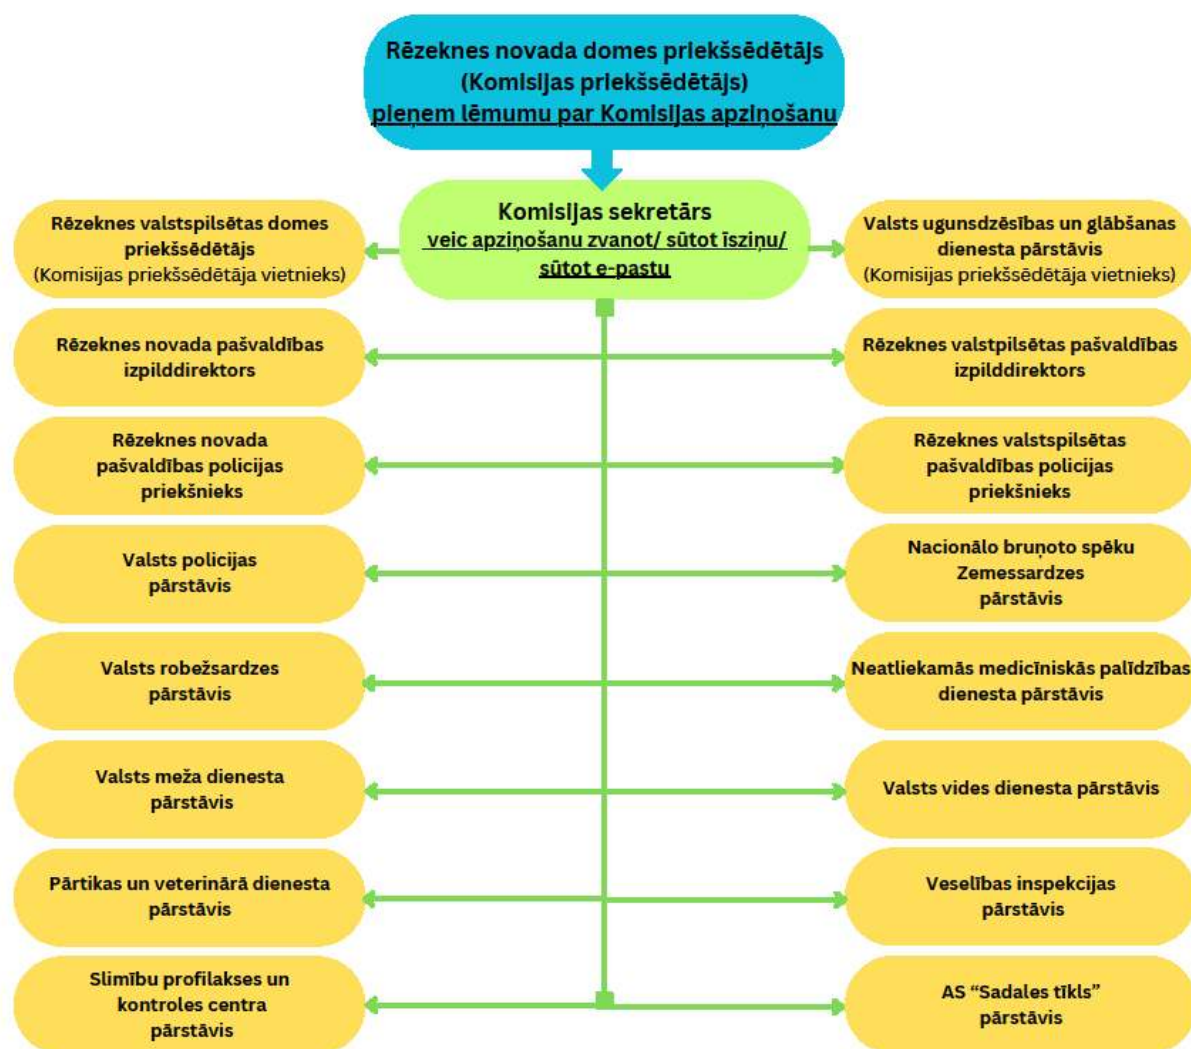 Rēzeknes novada domes priekšsēdētājs
(Komisijas priekšsēdētājs)
pieņem lēmumu par Komisijas apziņošanu
Komisijas sekretārs
veic apziņošanu zvanot/ sūtot īsziņu/
sūtot e-pastu
Rēzeknes valstspilsētas domes
priekšsēdētājs
(Komisijas priekšsēdētāja vietnieks)
Valsts ugunsdzēsības un glābšanas
dienesta pārstāvis
(Komisijas priekšsēdētāja vietnieks)
Rēzeknes novada pašvaldības
izpilddirektors
Rēzeknes valstpilsētas pašvaldības
izpilddirektors
Rēzeknes novada
pašvaldības policijas
priekšnieks
Rēzeknes valstspilsētas
pašvaldības policijas
priekšnieks
Valsts policijas
pārstāvis
Nacionālo bruņoto spēku
Zemessardzes
pārstāvis
Valsts robežsardzes
pārstāvis
Neatliekamās medicīniskās palīdzības
dienesta pārstāvis
Valsts meža dienesta
pārstāvis
Valsts vides dienesta pārstāvis
Pārtikas un veterinārā dienesta
pārstāvis
Veselības inspekcijas
pārstāvis
Slimību profilakses un
kontroles centra
pārstāvis
AS “Sadales tīkls”
pārstāvis